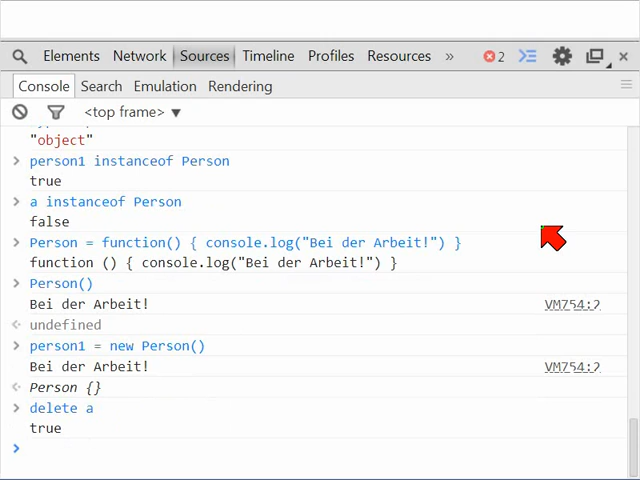 Elements Network Sources Timeline Profiles Resources » 2
Console Search Emulation Rendering
<top frame> ▼
"object"
> person1 instanceof Person
true
> a instanceof Person
false
> Person = function() { console.log("Bei der Arbeit!") }
function () { console.log("Bei der Arbeit!") }
> Person()
Bei der Arbeit! VM754:2
undefined
> person1 = new Person()
Bei der Arbeit! VM754:2
Person {}
> delete a
true
>